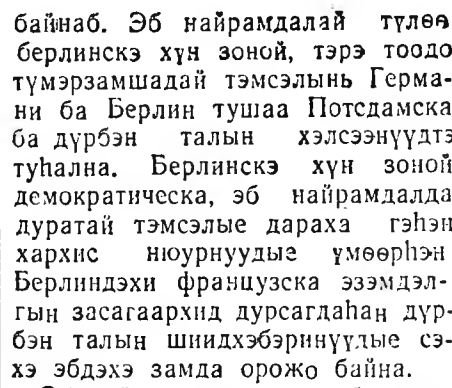 байнаб. Эб найрамдалай түлөө
берлинскэ хүн зоной, тэрэ тоодо
түмэрзамшадай тэмсэлынь Герма-
ни ба Берлин тушаа Потсдамска
ба дүрбэн талын хэлсээнүүдтэ
туһална. Берлинскэ хүн зоной
демократическа, эб найрамдалда
дуратай тэмсэлые дараха гэһэн
хархис нюурнуудые үмөөрһэн
Берлиндэхи французска эзэмдэл-
гын засагаархид дурсагдаһан дүр-
бэн талын шиидхэбэринүүдые сэ-
хэ эбдэхэ замда орожо байна.